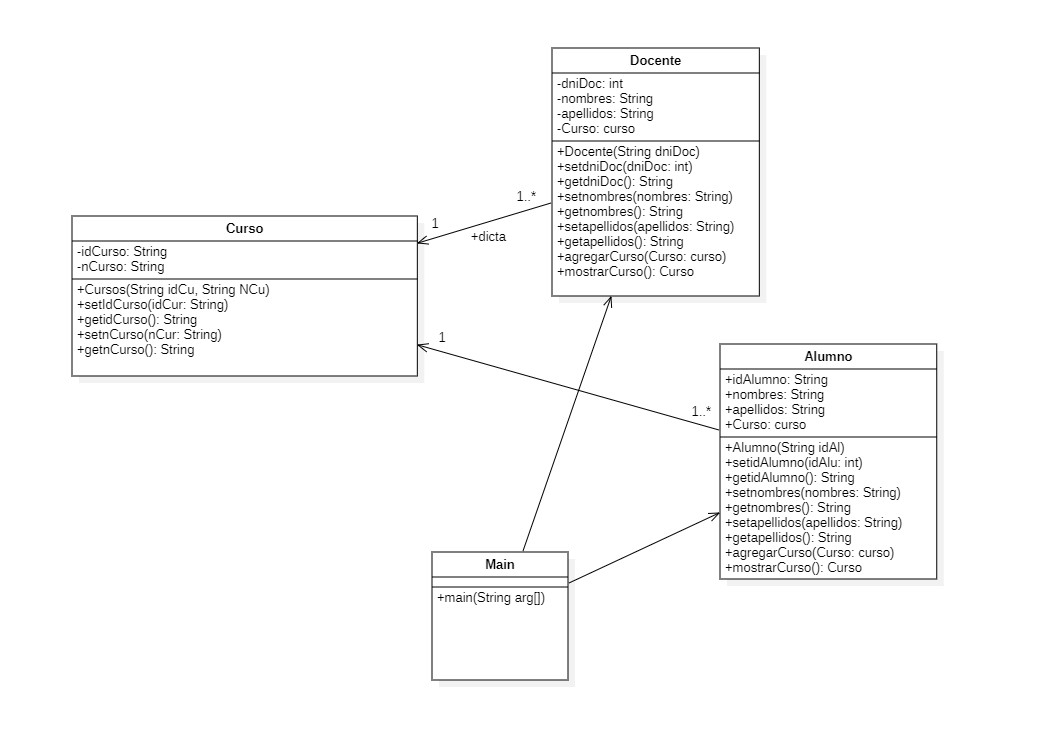 Docente
-dniDoc: int
-nombres: String
-apellidos: String
-Curso: curso
+Docente(String dniDoc)
+setdniDoc(dniDoc: int)
+getdniDoc(): String
+setnombres(nombres: String)
+getnombres(): String
+setapellidos(apellidos: String)
+getapellidos(): String
+agregarCurso(Curso: curso)
+mostrarCurso(): Curso
1..*
1
+dicta
Curso
-idCurso: String
-nCurso: String
+Cursos(String idCu, String NCu)
+setIdCurso(idCur: String)
+getidCurso(): String
+setnCurso(nCur: String)
+getnCurso(): String
1
1..*
Alumno
+idAlumno: String
+nombres: String
+apellidos: String
+Curso: curso
+Alumno(String idAl)
+setidAlumno(idAlu: int)
+getidAlumno(): String
+setnombres(nombres: String)
+getnombres(): String
+setapellidos(apellidos: String)
+getapellidos(): String
+agregarCurso(Curso: curso)
+mostrarCurso(): Curso
Main
+main(String arg[])